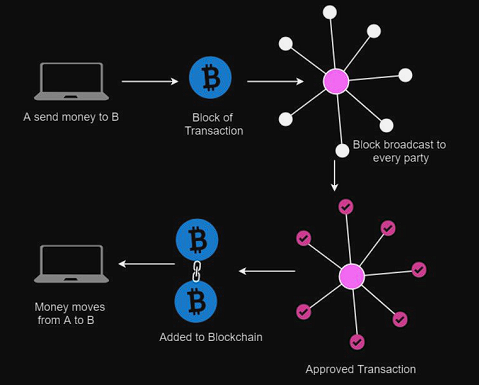 A send money to B
Block of
Transaction
Block broadcast to
every party
Money moves
from A to B
Added to Blockchain
Approved Transaction